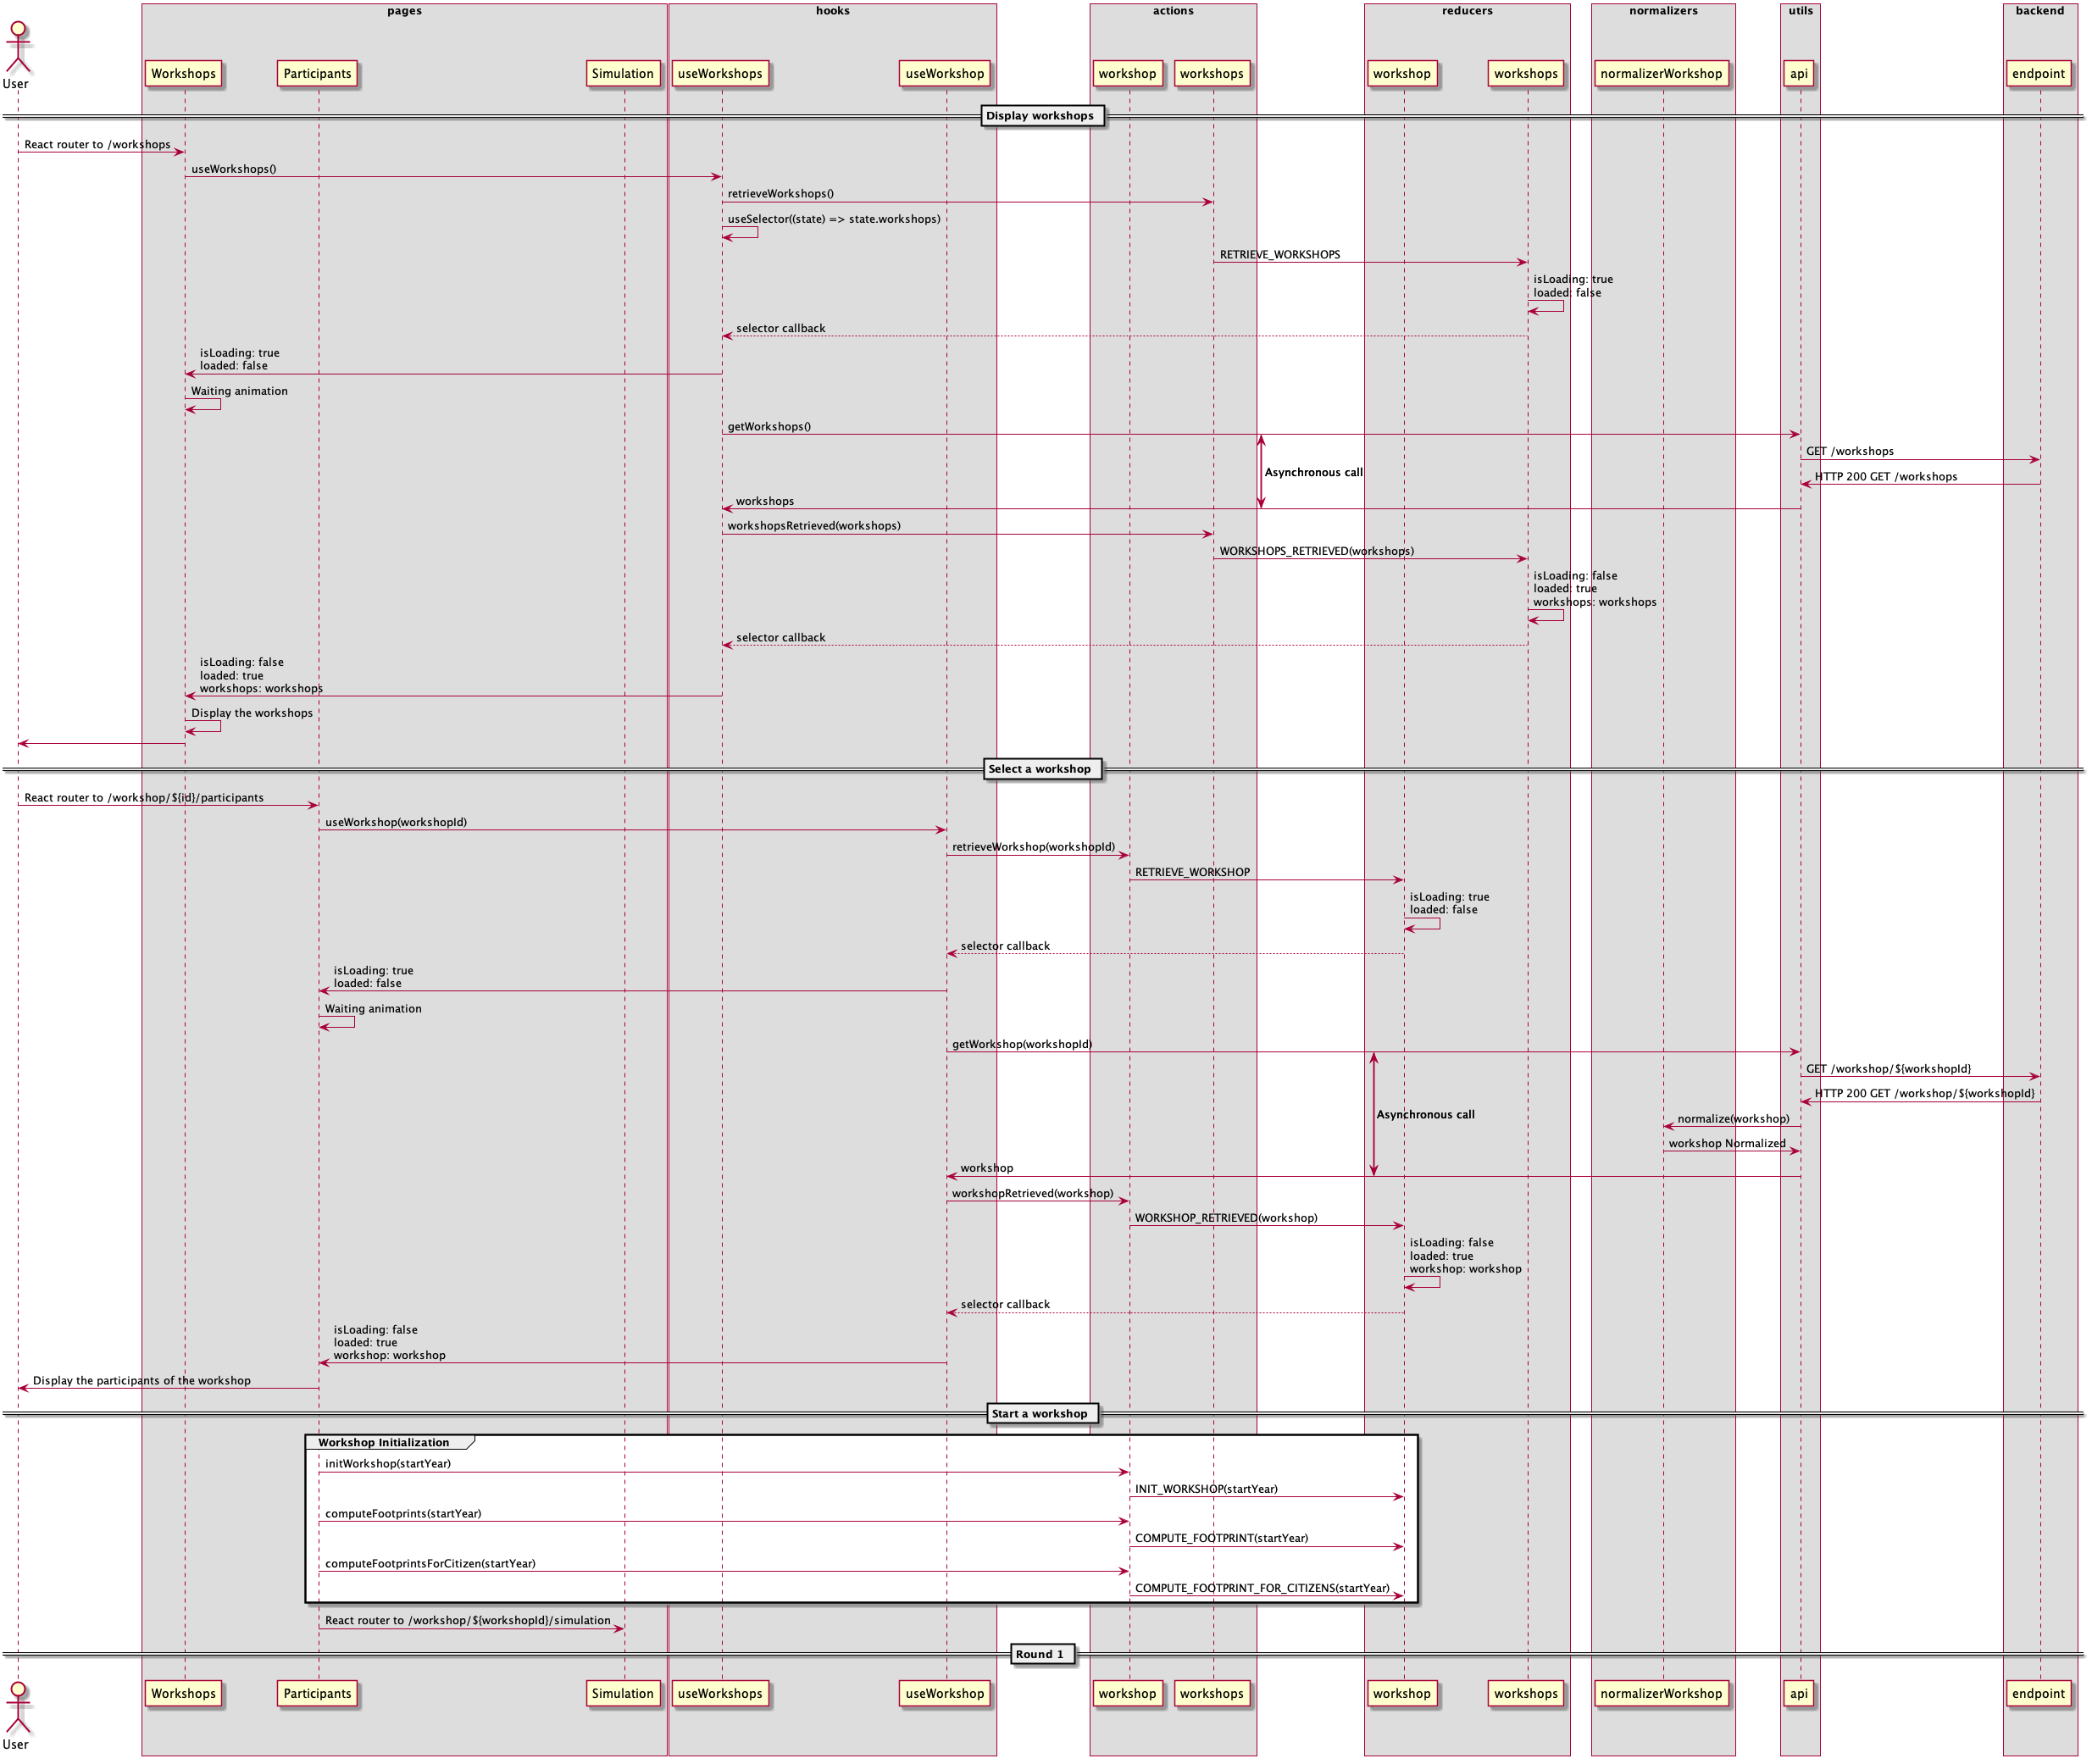 pages
hooks
actions
reducers
normalizers
utils
backend
User
Workshops
Participants
Simulation
useWorkshops
useWorkshop
workshop
workshops
workshop
workshops
normalizerWorkshop
api
endpoint
Display workshops
React router to /workshops
useWorkshops()
retrieveWorkshops()
useSelector((state) => state.workshops)
RETRIEVE_WORKSHOPS
isLoading: true
loaded: false
selector callback
isLoading: true
loaded: false
Waiting animation
getWorkshops()
GET /workshops
Asynchronous call
HTTP 200 GET /workshops
workshops
workshopsRetrieved(workshops)
WORKSHOPS_RETRIEVED(workshops)
isLoading: false
loaded: true
workshops: workshops
selector callback
isLoading: false
loaded: true
workshops: workshops
Display the workshops
Select a workshop
React router to /workshop/${id}/participants
useWorkshop(workshopId)
retrieveWorkshop(workshopId)
RETRIEVE_WORKSHOP
isLoading: true
loaded: false
selector callback
isLoading: true
loaded: false
Waiting animation
getWorkshop(workshopId)
GET /workshop/${workshopId}
HTTP 200 GET /workshop/${workshopId}
Asynchronous call
normalize(workshop)
workshop Normalized
workshop
workshopRetrieved(workshop)
WORKSHOP_RETRIEVED(workshop)
isLoading: false
loaded: true
workshop: workshop
selector callback
isLoading: false
loaded: true
workshop: workshop
Display the participants of the workshop
Start a workshop
Workshop Initialization
initWorkshop(startYear)
INIT_WORKSHOP(startYear)
computeFootprints(startYear)
COMPUTE_FOOTPRINT(startYear)
computeFootprintsForCitizen(startYear)
COMPUTE_FOOTPRINT_FOR_CITIZENS(startYear)
React router to /workshop/${workshopId}/simulation
Round 1
User
Workshops
Participants
Simulation
useWorkshops
useWorkshop
workshop
workshops
workshop
workshops
normalizerWorkshop
api
endpoint